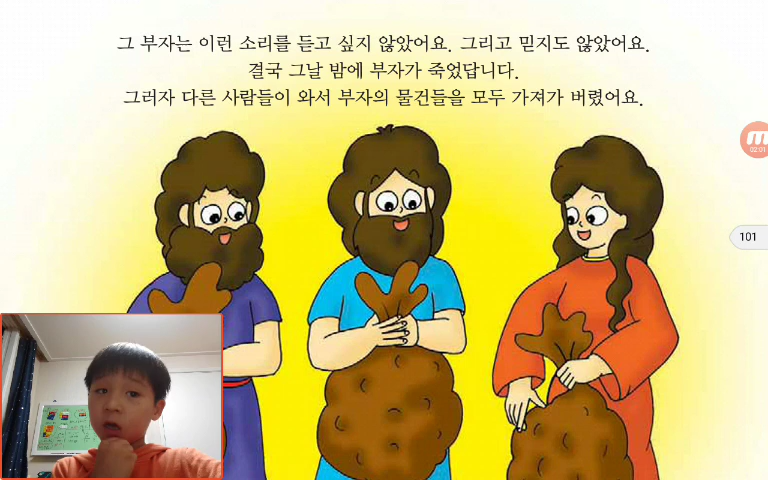 그 부자는 이런 소리를 듣고 싶지 않았어요. 그리고 믿지도 않았어요.
결국 그날 밤에 부자가 죽었답니다.
그러자 다른 사람들이 와서 부자의 물건들을 모두 가져가 버렸어요.
m
02:01
101